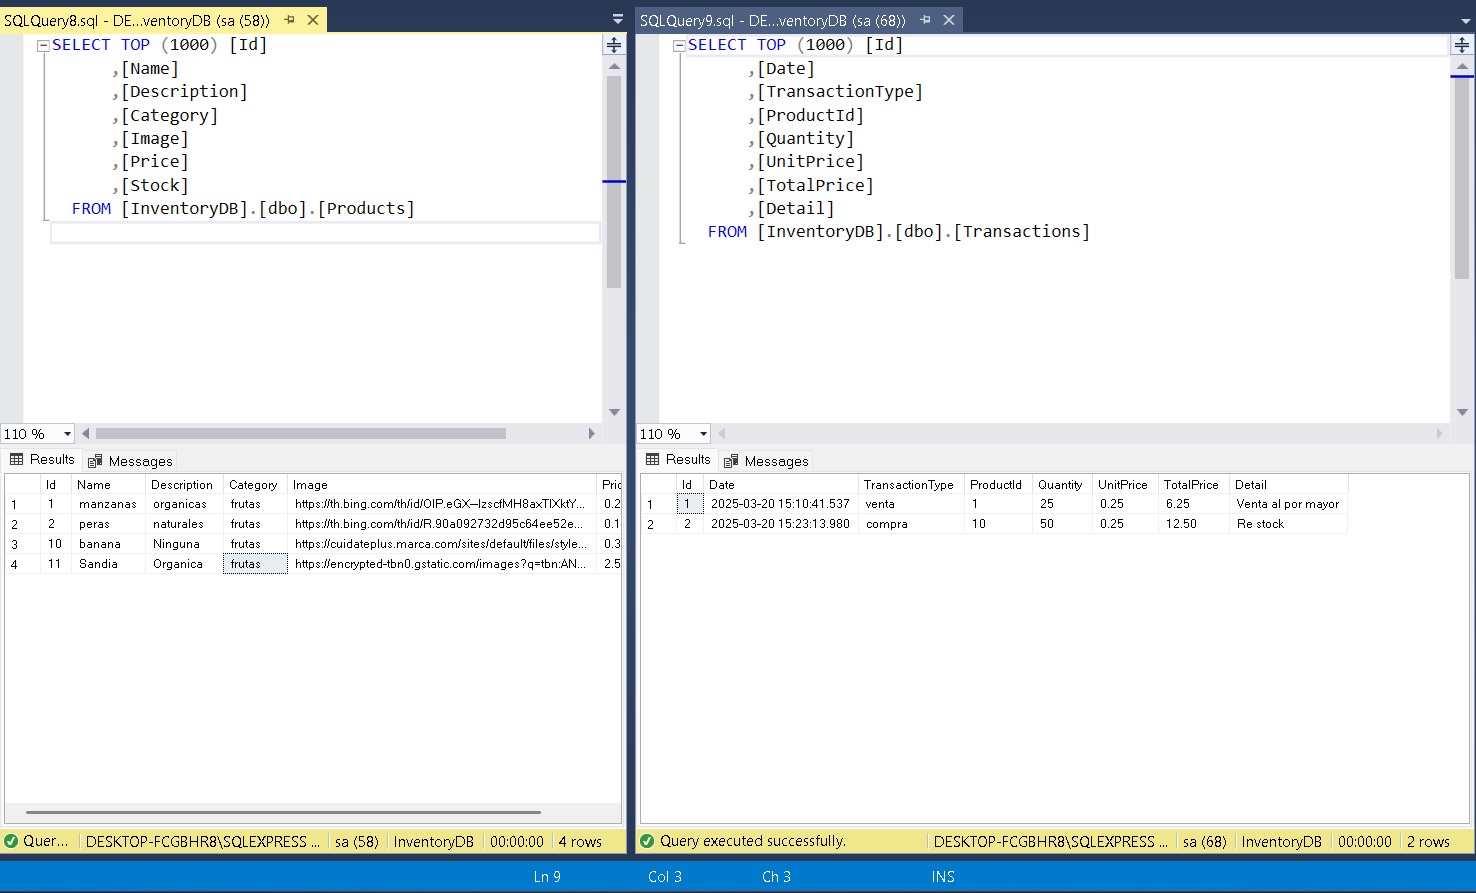 SQLQuery8.sql - DE...ventoryDB (sa (58))
SELECT TOP (1000) [Id]
,[Name]
,[Description]
,[Category]
,[Image]
,[Price]
,[Stock]
FROM [InventoryDB].[dbo].[Products]
110 %
Results Messages
Id Name Description Category Image Pric
1 1 manzanas organicas frutas https://th.bing.com/th/id/OIP.eGX--IzscfMH8axTlXktY... 0.2
2 2 peras naturales frutas https://th.bing.com/th/id/R.90a092732d95c64ee52e... 0.1
3 10 banana Ninguna frutas https://cuidateplus.marca.com/sites/default/files/style... 0.3
4 11 Sandia Organica frutas https://encrypted-tbn0.gstatic.com/images?q=tbn:AN... 2.5
Quer... DESKTOP-FCGBHR8\SQLEXPRESS ... sa (58) InventoryDB 00:00:00 4 rows
SQLQuery9.sql - DE...ventoryDB (sa (68))
SELECT TOP (1000) [Id]
,[Date]
,[TransactionType]
,[ProductId]
,[Quantity]
,[UnitPrice]
,[TotalPrice]
,[Detail]
FROM [InventoryDB].[dbo].[Transactions]
110 %
Results Messages
Id Date TransactionType ProductId Quantity UnitPrice TotalPrice Detail
1 1 2025-03-20 15:10:41.537 venta 1 25 0.25 6.25 Venta al por mayor
2 2 2025-03-20 15:23:13.980 compra 10 50 0.25 12.50 Re stock
Query executed successfully. DESKTOP-FCGBHR8\SQLEXPRESS ... sa (68) InventoryDB 00:00:00 2 rows
Ln 9 Col 3 Ch 3 INS